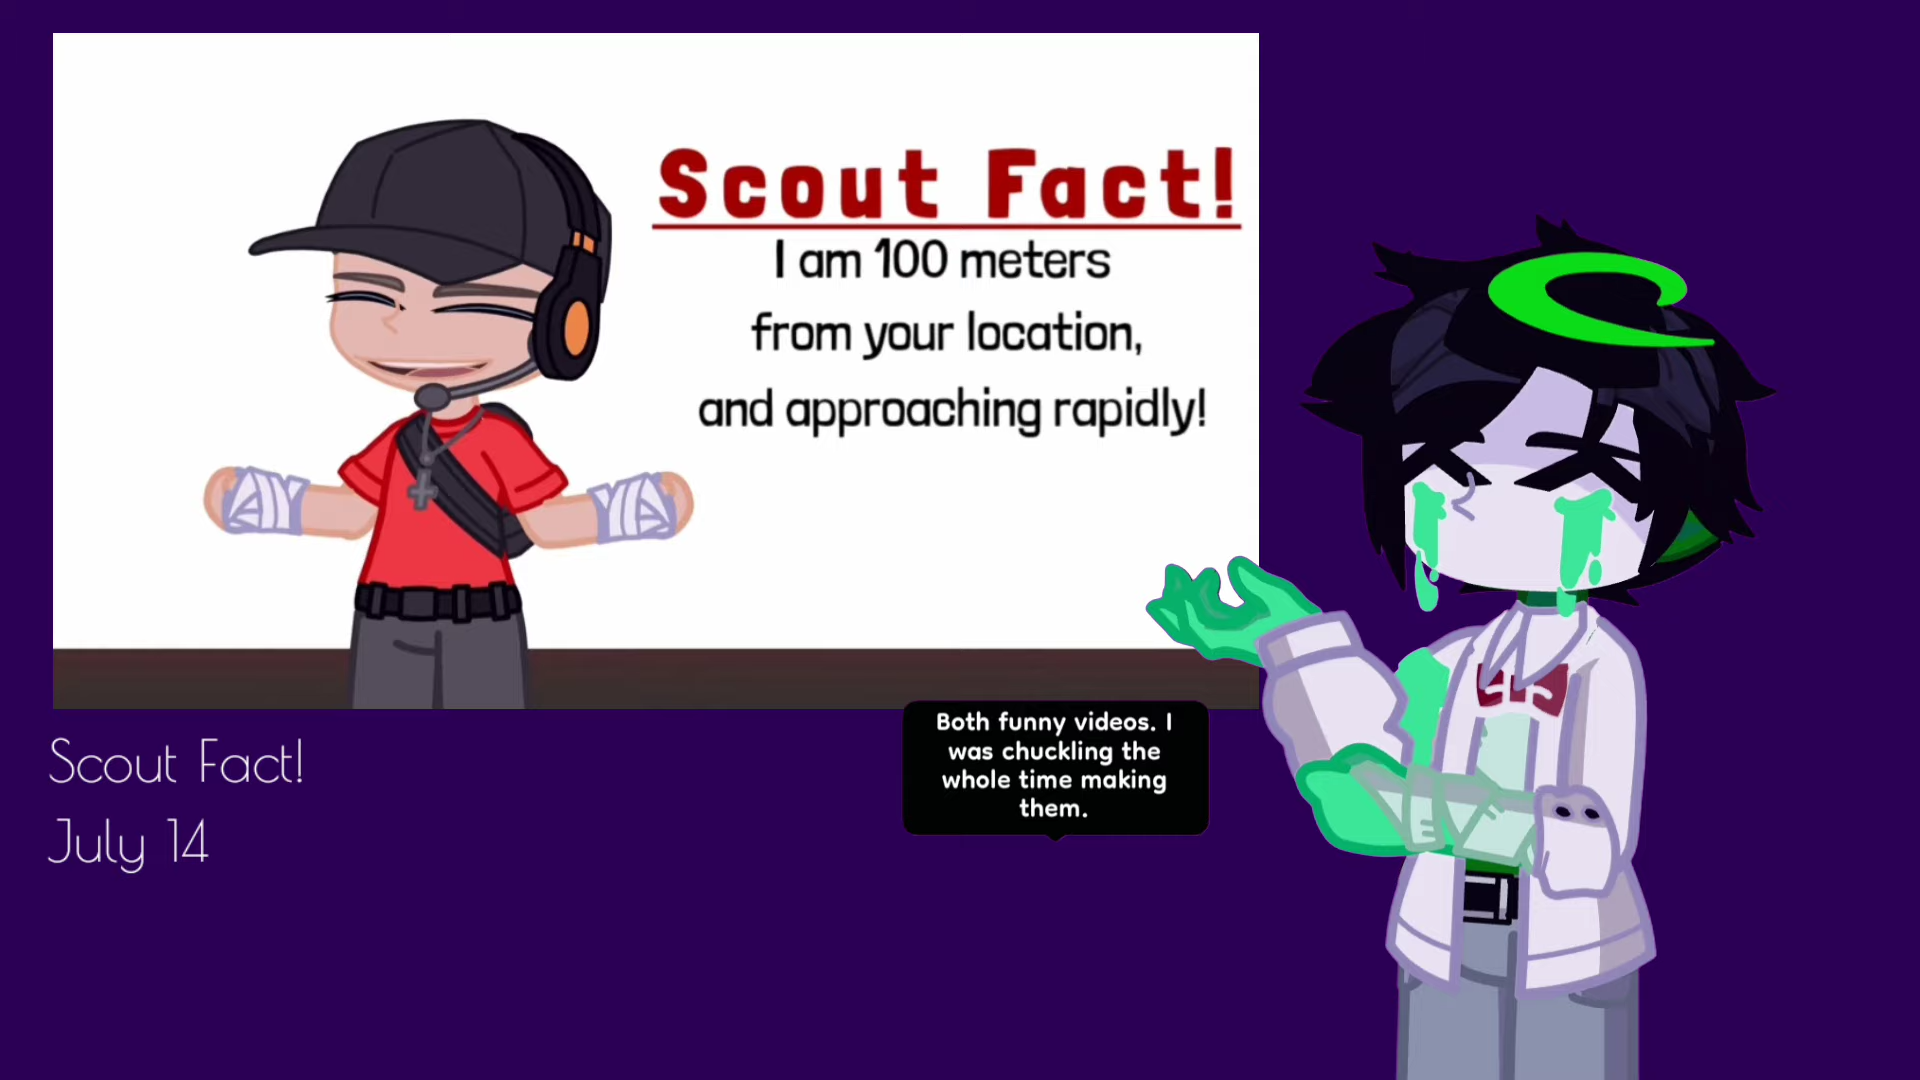 Scout Fact!
I am 100 meters
from your location,
and approaching rapidly!
Both funny videos. I
was chuckling the
whole time making
them.
Scout Fact!
July 14